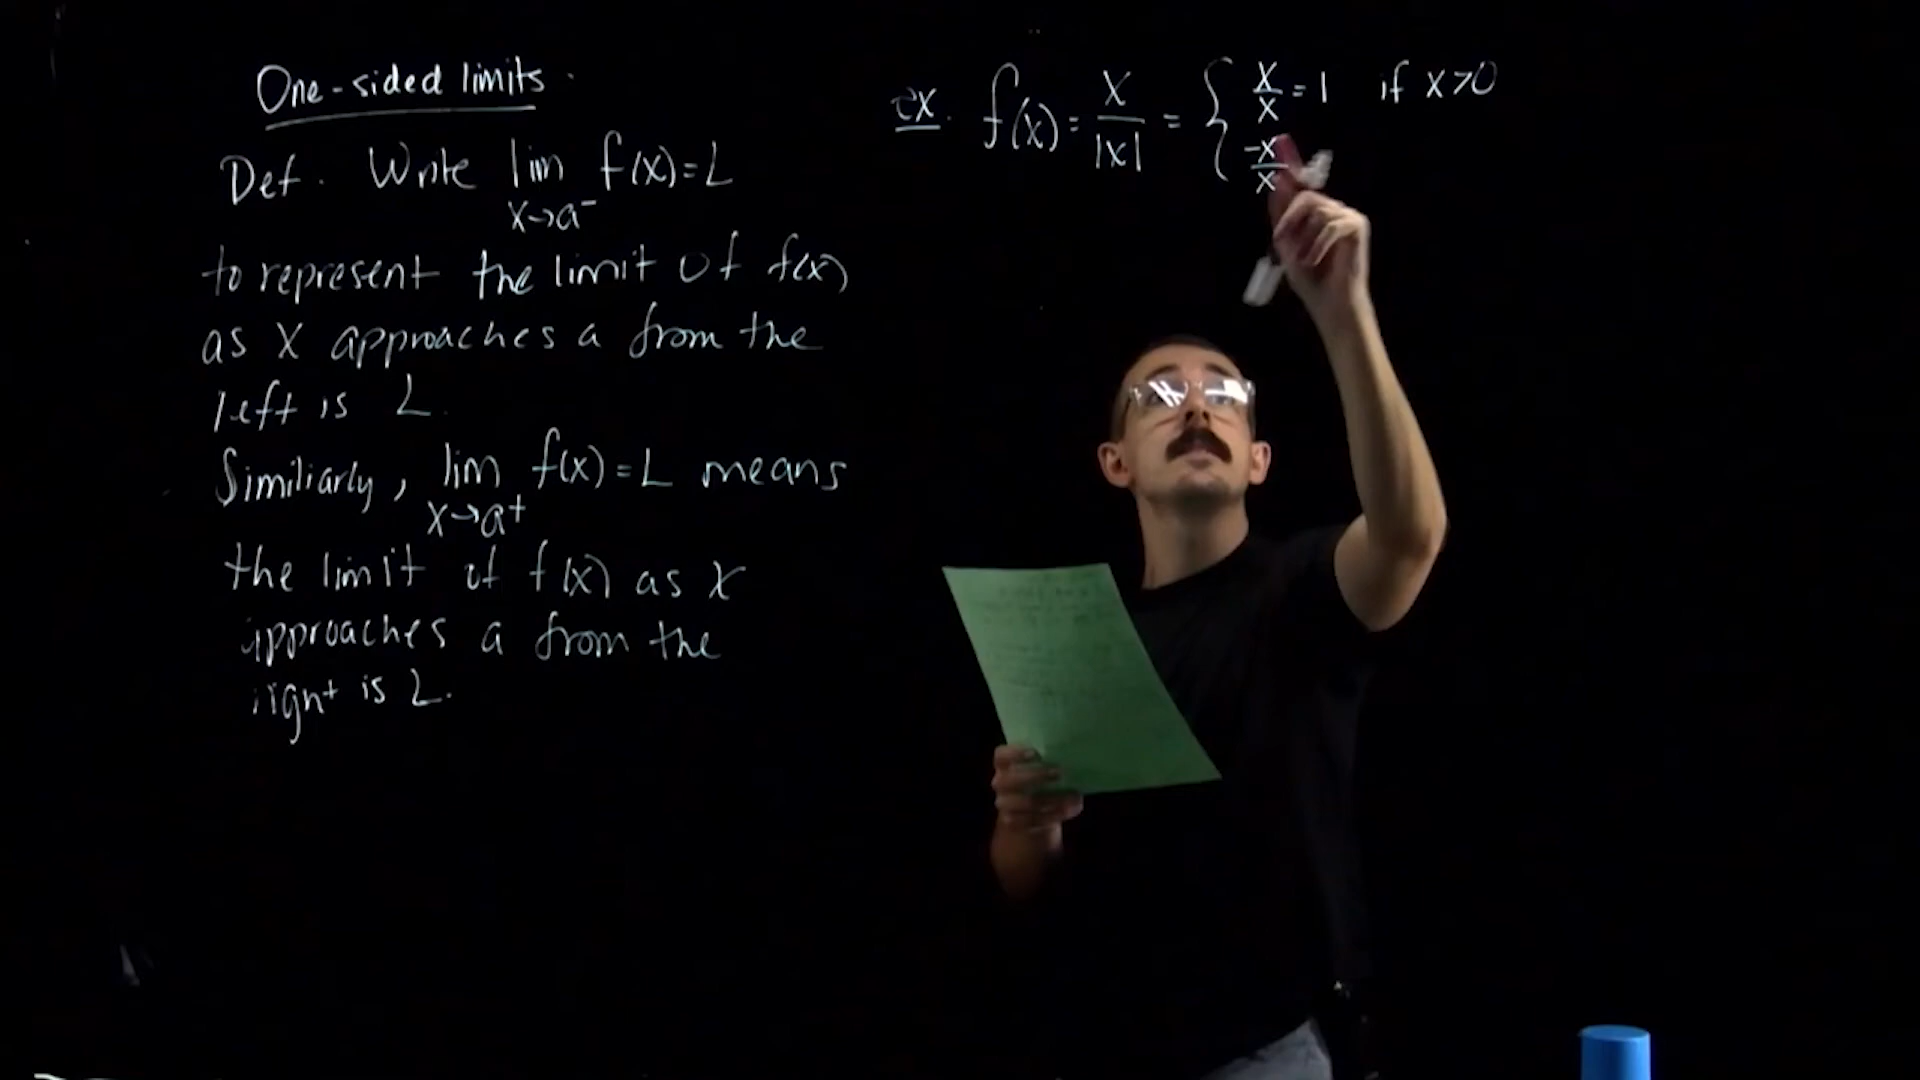 One-sided limits.
Def. Write lim f(x)=L
x→a⁻
to represent the limit of f(x)
as x approaches a from the
left is L.
Similiarly, lim f(x)=L means
x→a⁺
the limit of f(x) as x
approaches a from the
right is L.
ex. f(x) = x/|x| = { x/x = 1 if x>0
-x/x